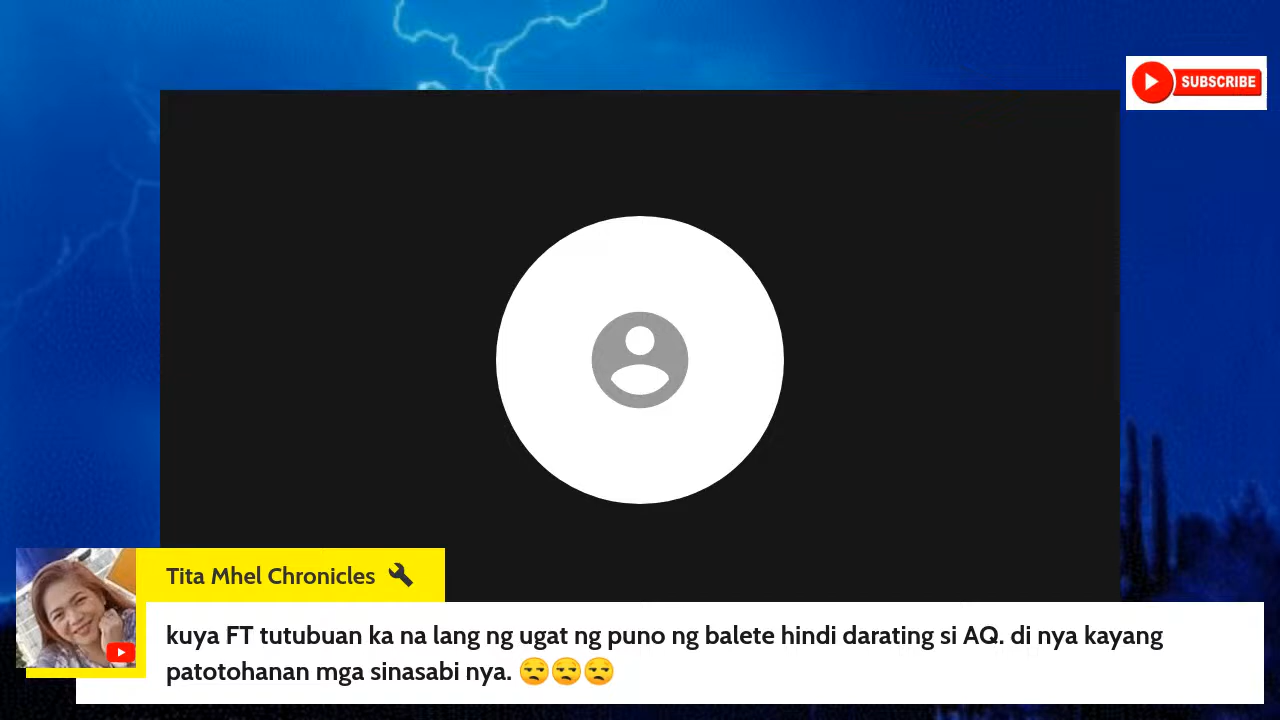 SUBSCRIBE
Tita Mhel Chronicles
kuya FT tutubuan ka na lang ng ugat ng puno ng balete hindi darating si AQ. di nya kayang
patotohanan mga sinasabi nya. 😒😒😒